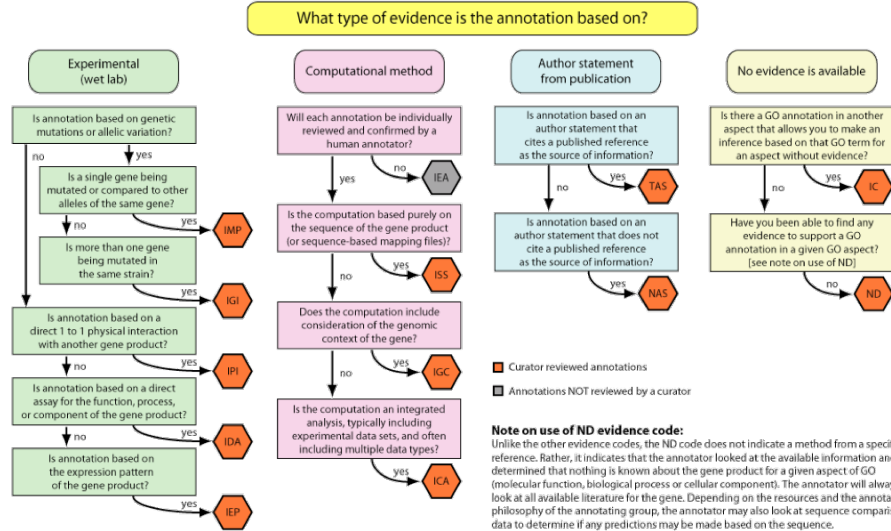 What type of evidence is the annotation based on?
Experimental
(wet lab)
Is annotation based on genetic
mutations or allelic variation?
no
yes
Is a single gene being
mutated or compared to other
alleles of the same gene?
no
yes
IMP
Is more than one gene
being mutated in
the same strain?
yes
IGI
Is annotation based on a
direct 1 to 1 physical interaction
with another gene product?
no
yes
IPI
Is annotation based on a direct
assay for the function, process,
or component of the gene product?
no
yes
IDA
Is annotation based on
the expression pattern
of the gene product?
yes
IEP
Computational method
Will each annotation be individually
reviewed and confirmed by a
human annotator?
yes
no
IEA
Is the computation based purely on
the sequence of the gene product
(or sequence-based mapping files)?
no
yes
ISS
Does the computation include
consideration of the genomic
context of the gene?
no
yes
IGC
Is the computation an integrated
analysis, typically including
experimental data sets, and often
including multiple data types?
yes
ICA
Author statement
from publication
Is annotation based on an
author statement that
cites a published reference
as the source of information?
no
yes
TAS
Is annotation based on an
author statement that does not
cite a published reference
as the source of information?
yes
NAS
No evidence is available
Is there a GO annotation in another
aspect that allows you to make an
inference based on that GO term for
an aspect without evidence?
no
yes
IC
Have you been able to find any
evidence to support a GO
annotation in a given GO aspect?
[see note on use of ND]
no
ND
Curator reviewed annotations
Annotations NOT reviewed by a curator
Note on use of ND evidence code:
Unlike the other evidence codes, the ND code does not indicate a method from a specifi
reference. Rather, it indicates that the annotator looked at the available information an
determined that nothing is known about the gene product for a given aspect of GO
(molecular function, biological process or cellular component). The annotator will alway
look at all available literature for the gene. Depending on the resources and the annota
philosophy of the annotating group, the annotator may also look at sequence comparis
data to determine if any predictions may be made based on the sequence.